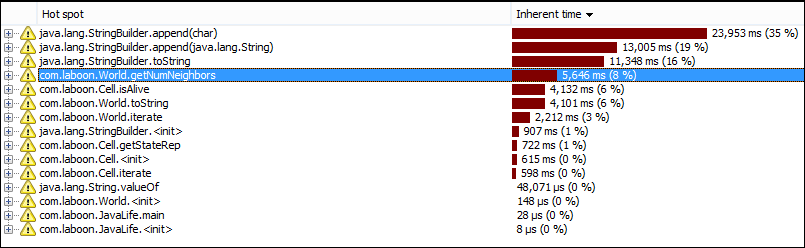 Hot spot Inherent time
java.lang.StringBuilder.append(char) 23,953 ms (35 %)
java.lang.StringBuilder.append(java.lang.String) 13,005 ms (19 %)
java.lang.StringBuilder.toString 11,348 ms (16 %)
com.laboon.World.getNumNeighbors 5,646 ms (8 %)
com.laboon.Cell.isAlive 4,132 ms (6 %)
com.laboon.World.toString 4,101 ms (6 %)
com.laboon.World.iterate 2,212 ms (3 %)
java.lang.StringBuilder.<init> 907 ms (1 %)
com.laboon.Cell.getStateRep 722 ms (1 %)
com.laboon.Cell.<init> 615 ms (0 %)
com.laboon.Cell.iterate 598 ms (0 %)
java.lang.String.valueOf 48,071 µs (0 %)
com.laboon.World.<init> 148 µs (0 %)
com.laboon.JavaLife.main 28 µs (0 %)
com.laboon.JavaLife.<init> 8 µs (0 %)